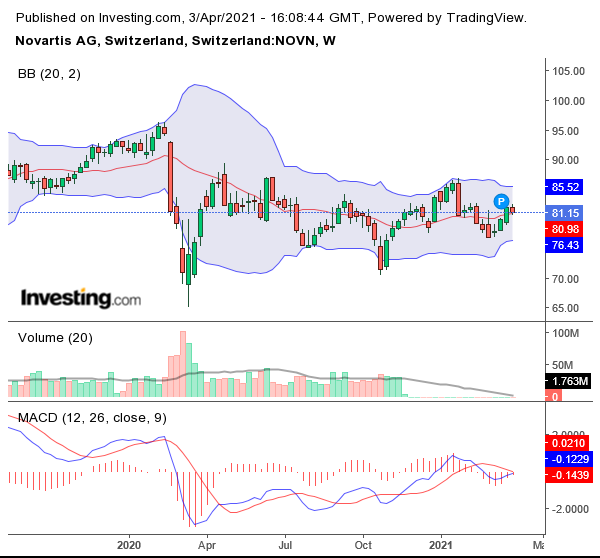 Published on Investing.com, 3/Apr/2021 - 16:08:44 GMT, Powered by TradingView.
Novartis AG, Switzerland, Switzerland:NOVN, W
BB (20, 2)
105.00
100.00
95.00
90.00
85.52
P
81.15
80.98
76.43
70.00
65.00
Investing.com
Volume (20)
100M
50M
1.763M
0
MACD (12, 26, close, 9)
0.0210
-0.1229
-0.1439
-2.0000
2020
Apr
Jul
Oct
2021